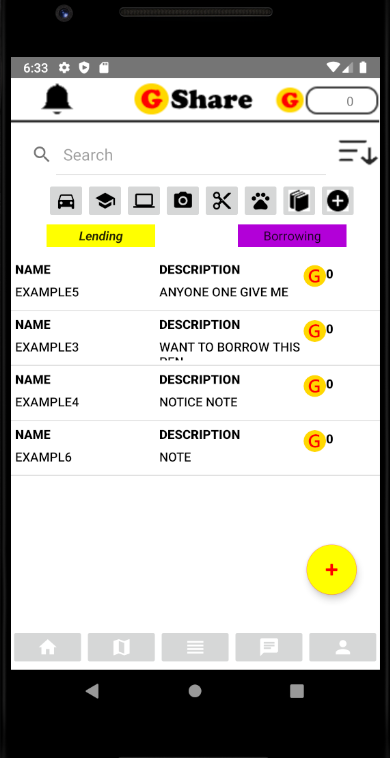 6:33
G Share G 0
Search
Lending Borrowing
NAME DESCRIPTION G 0
EXAMPLE5 ANYONE ONE GIVE ME
NAME DESCRIPTION G 0
EXAMPLE3 WANT TO BORROW THIS
PEN
NAME DESCRIPTION G 0
EXAMPLE4 NOTICE NOTE
NAME DESCRIPTION G 0
EXAMPL6 NOTE
+